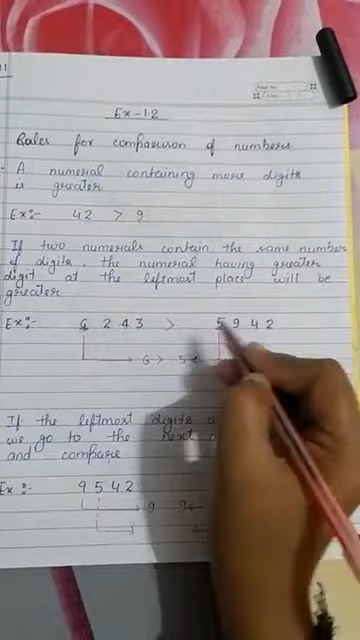 11
Ex-1.2
Rules for comparison of numbers
- A numeral containing more digits
is greater
Ex:- 42 > 9
If two numerals contain the same number
of digits, the numeral having greater
digit at the leftmost place will be
greater
Ex:- 6 2 4 3 > 5 9 4 2
6 > 5
If the leftmost digits
we go to the next
and compare
Ex:- 9 5 4 2
9 9